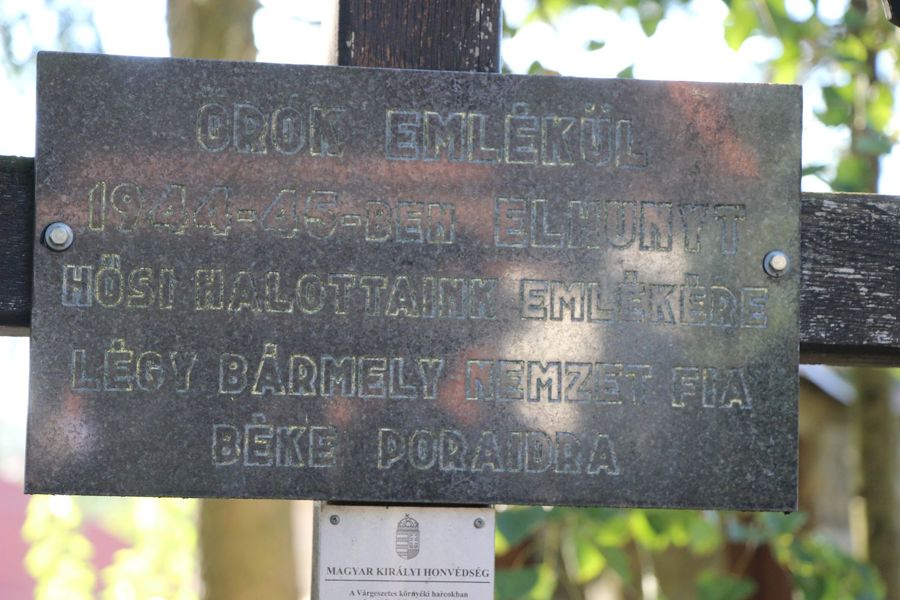 ÖRÖK EMLÉKÜL
1944-45-BEN ELHUNYT
HŐSI HALOTTAINK EMLÉKÉRE
LÉGY BÁRMELY NEMZET FIA
BÉKE PORAIDRA
MAGYAR KIRÁLYI HONVÉDSÉG
A Várgeszetes környéki harcokban